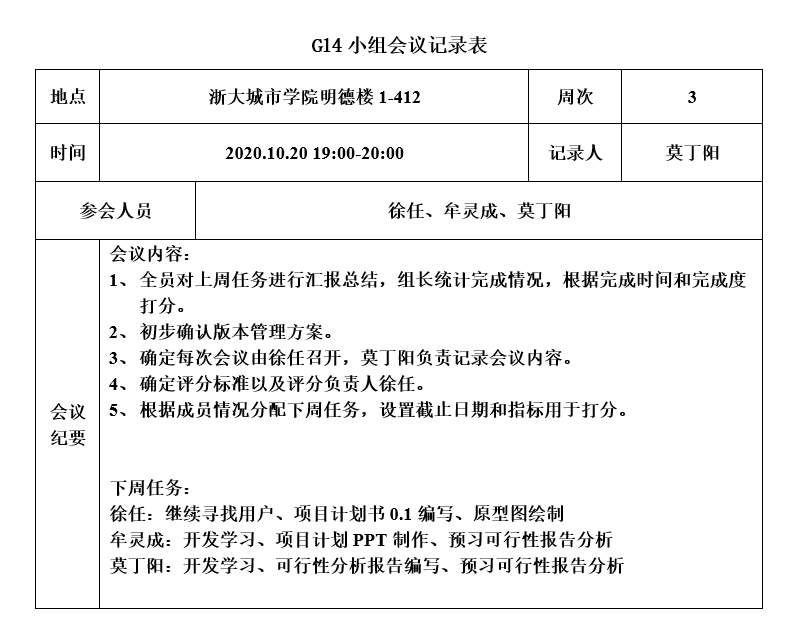 G14 小组会议记录表
地点 浙大城市学院明德楼 1-412 周次 3
时间 2020.10.20 19:00-20:00 记录人 莫丁阳
参会人员 徐任、牟灵成、莫丁阳
会议纪要
会议内容：
1、 全员对上周任务进行汇报总结，组长统计完成情况，根据完成时间和完成度
打分。
2、 初步确认版本管理方案。
3、 确定每次会议由徐任召开，莫丁阳负责记录会议内容。
4、 确定评分标准以及评分负责人徐任。
5、 根据成员情况分配下周任务，设置截止日期和指标用于打分。
下周任务：
徐任：继续寻找用户、项目计划书 0.1 编写、原型图绘制
牟灵成：开发学习、项目计划 PPT 制作、预习可行性报告分析
莫丁阳：开发学习、可行性分析报告编写、预习可行性报告分析